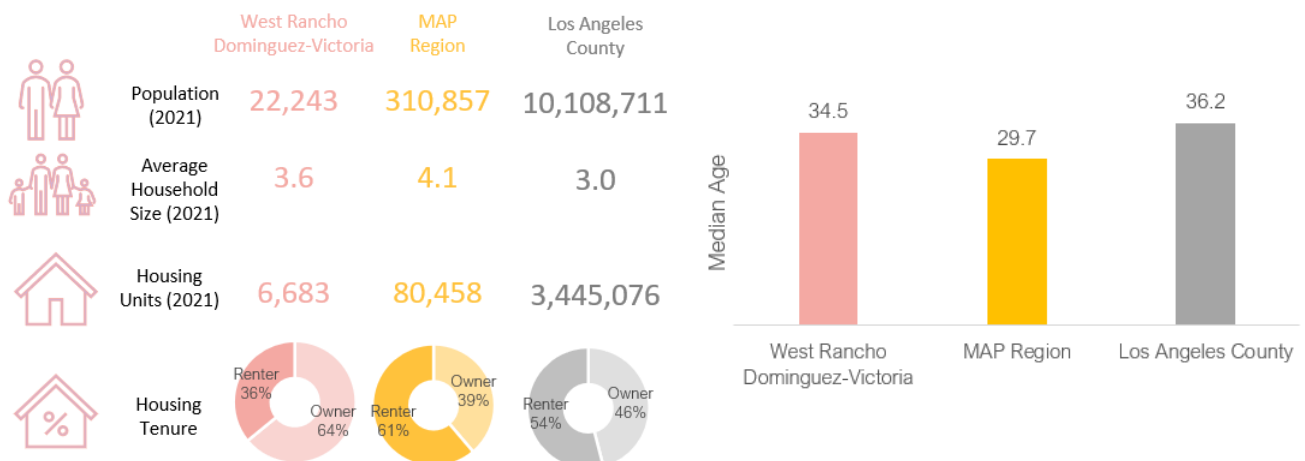 West Rancho
Dominguez-Victoria
MAP
Region
Los Angeles
County
Population
(2021)
22,243
310,857
10,108,711
Average
Household
Size (2021)
3.6
4.1
3.0
Housing
Units (2021)
6,683
80,458
3,445,076
%
Housing
Tenure
Renter
36%
Owner
64%
Renter
61%
Owner
39%
Renter
54%
Owner
46%
Median Age
34.5
29.7
36.2
West Rancho
Dominguez-Victoria
MAP Region
Los Angeles County